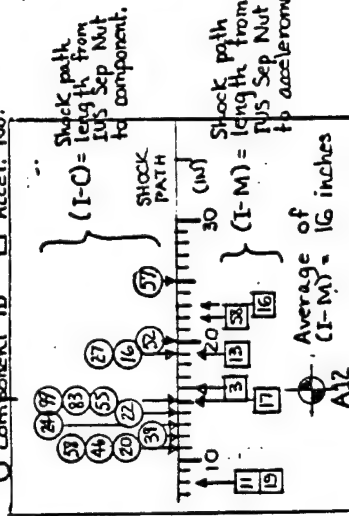 Component ID Accel. No.
(I-C) = Shock path
length from
IUS Sep Nut
to component.
SHOCK
PATH
(IN)
24 97
83
55
22
58
46
20
39
27
16
52
57
10 20 30
11
19
17
3
13
58
16
(I-M) = Shock path
length from
IUS Sep Nut
to accelerom
Average of
(I-M) = 16 inches
A12